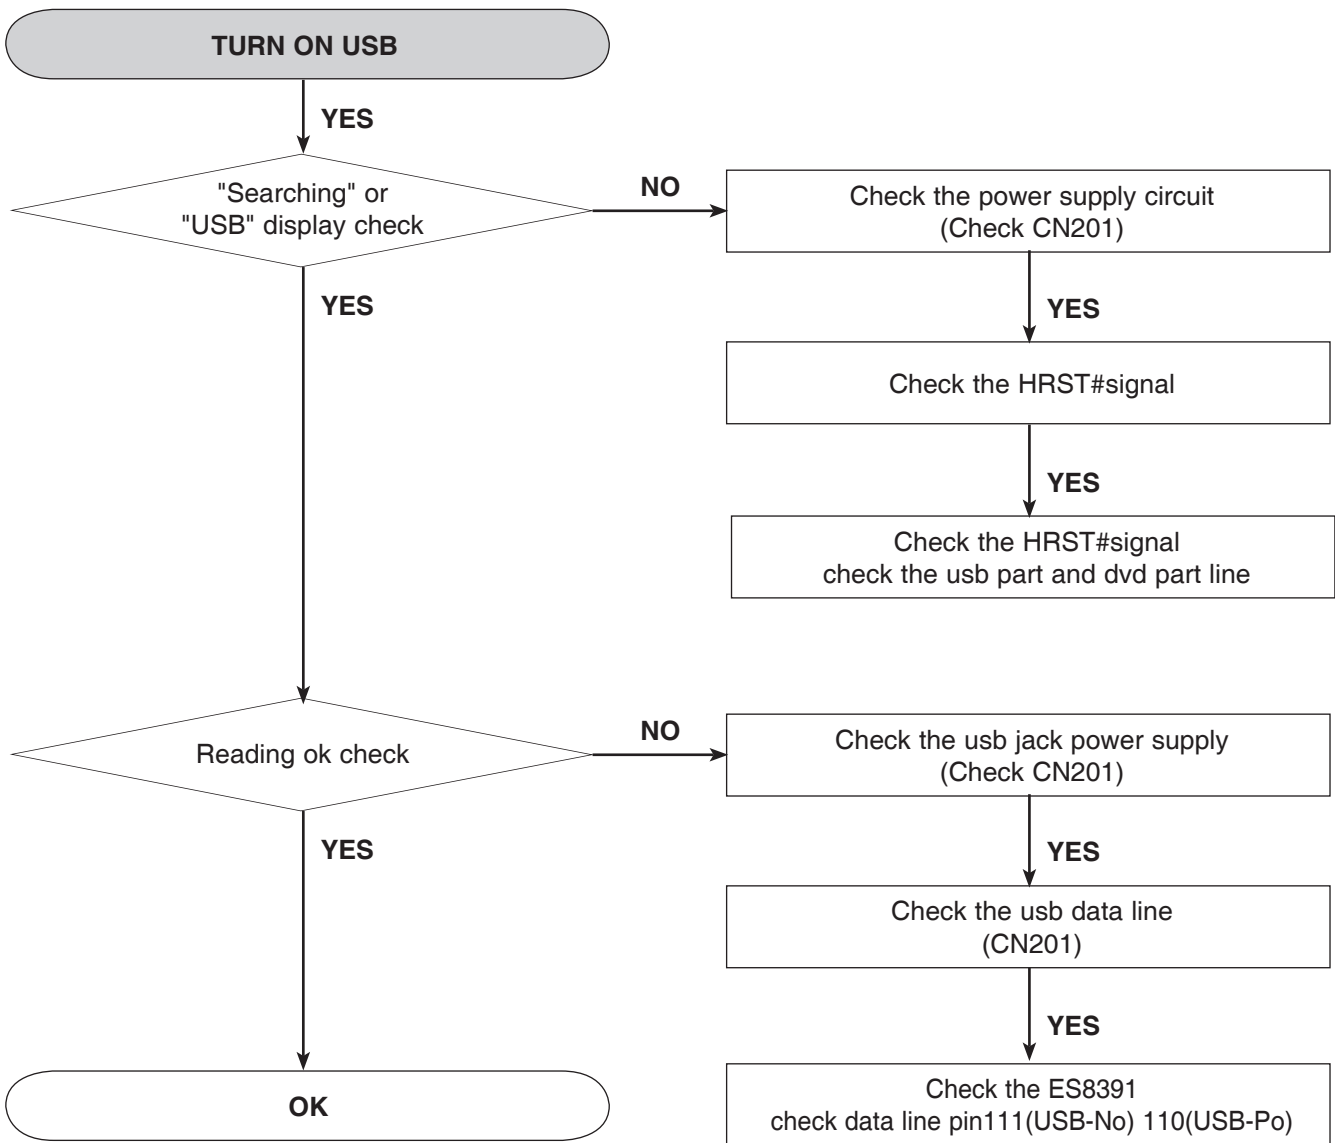 TURN ON USB
YES
"Searching" or
"USB" display check
NO
Check the power supply circuit
(Check CN201)
YES
YES
Check the HRST#signal
YES
Check the HRST#signal
check the usb part and dvd part line
Reading ok check
NO
Check the usb jack power supply
(Check CN201)
YES
YES
Check the usb data line
(CN201)
YES
Check the ES8391
check data line pin111(USB-No) 110(USB-Po)
OK